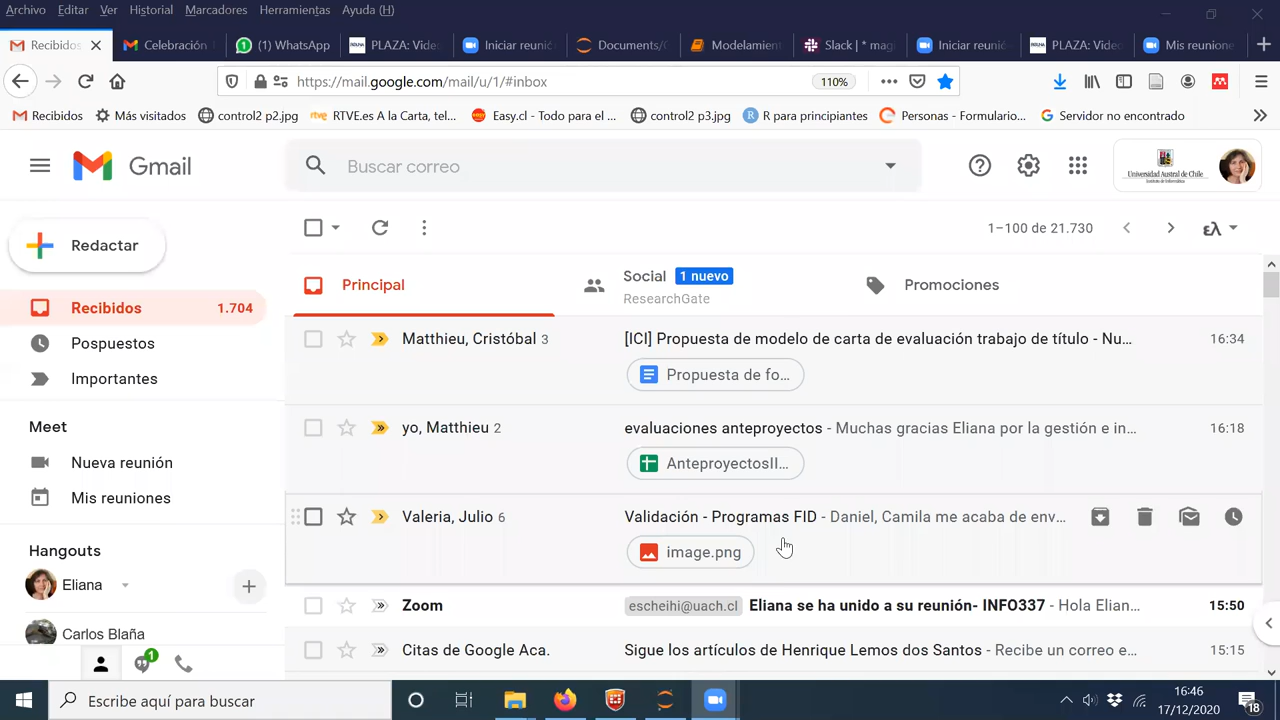 Archivo Editar Ver Historial Marcadores Herramientas Ayuda (H)
Recibidos Celebración (1) WhatsApp PLAZA: Vide Iniciar reuni Documents/ Modelamien Slack | * mag Iniciar reuni PLAZA: Vide Mis reunione
https://mail.google.com/mail/u/1/#inbox 110%
Recibidos Más visitados control2 p2.jpg RTVE.es A la Carta, tel... Easy.cl - Todo para el ... control2 p3.jpg R para principiantes Personas - Formulario... Servidor no encontrado
Gmail Buscar correo Universidad Austral de Chile
Instituto de Informática
Redactar 1–100 de 21.730 ελ
Principal Social 1 nuevo Promociones
ResearchGate
Recibidos 1.704
Pospuestos
Importantes
Meet
Nueva reunión
Mis reuniones
Hangouts
Eliana
Carlos Blaña
1
Matthieu, Cristóbal 3 [ICI] Propuesta de modelo de carta de evaluación trabajo de título - Nu... 16:34
Propuesta de fo...
yo, Matthieu 2 evaluaciones anteproyectos - Muchas gracias Eliana por la gestión e in... 16:18
AnteproyectosII...
Valeria, Julio 6 Validación - Programas FID - Daniel, Camila me acaba de env...
image.png
Zoom escheihi@uach.cl Eliana se ha unido a su reunión- INFO337 - Hola Elian... 15:50
Citas de Google Aca. Sigue los artículos de Henrique Lemos dos Santos - Recibe un correo e... 15:15
Escribe aquí para buscar 16:46
17/12/2020 18